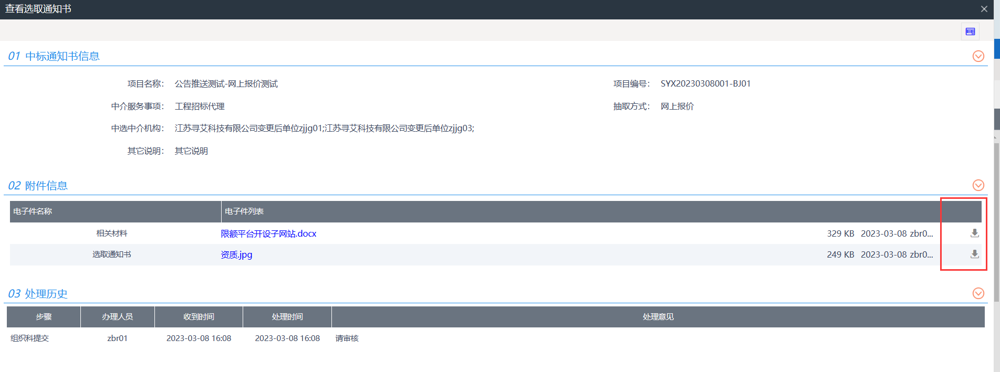 查看选取通知书
01 中标通知书信息
项目名称： 公告推送测试-网上报价测试 项目编号： SYX20230308001-BJ01
中介服务事项： 工程招标代理 抽取方式： 网上报价
中选中介机构： 江苏寻艾科技有限公司变更后单位zjjg01;江苏寻艾科技有限公司变更后单位zjjg03;
其它说明： 其它说明
02 附件信息
电子件名称 电子件列表
相关材料 限额平台开设子网站.docx 329 KB 2023-03-08 zbr0...
选取通知书 资质.jpg 249 KB 2023-03-08 zbr0...
03 处理历史
步骤 办理人员 收到时间 处理时间 处理意见
组织科提交 zbr01 2023-03-08 16:08 2023-03-08 16:08 请审核